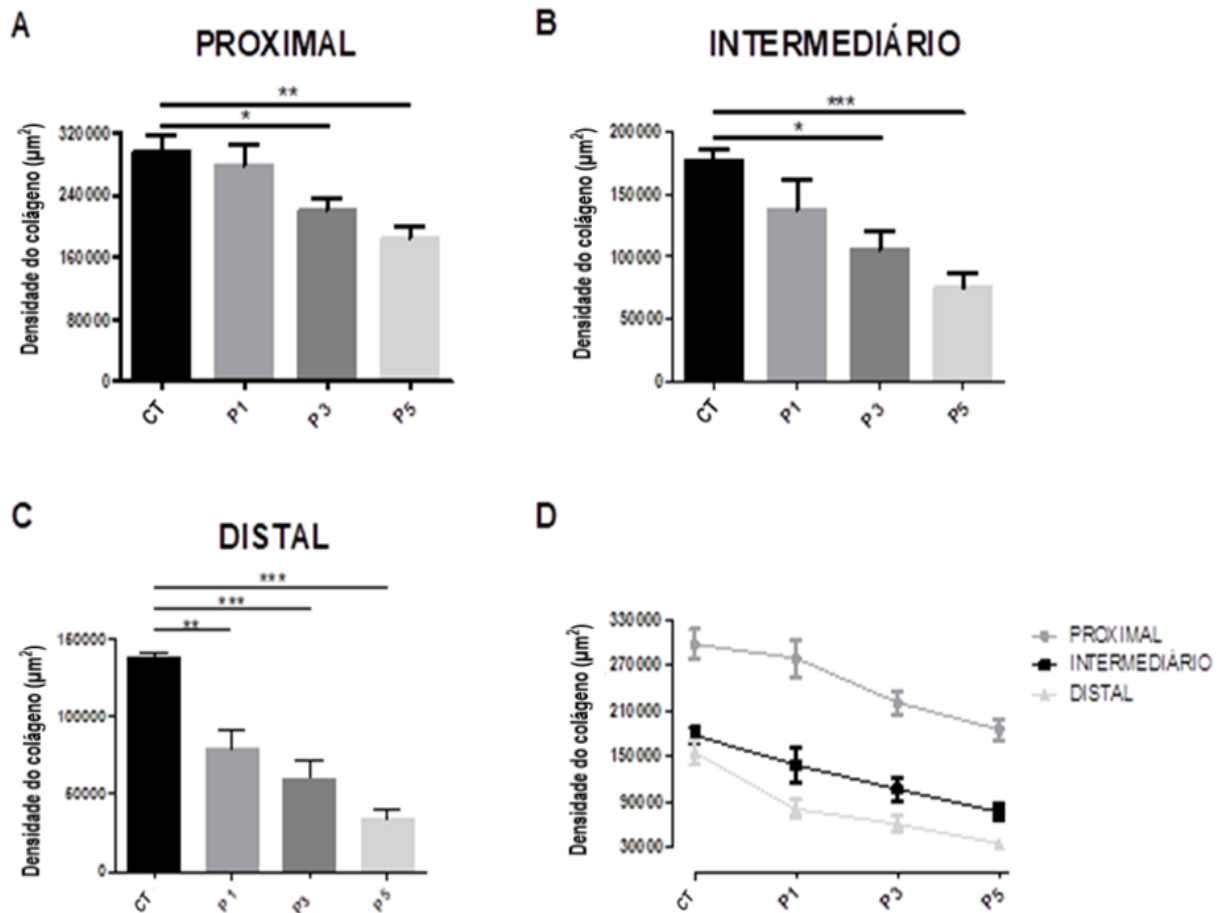 A
PROXIMAL
**
*
Densidade do colágeno (µm²)
320000
240000
160000
80000
0
CT
P1
P3
P5
B
INTERMEDIÁRIO
***
*
Densidade do colágeno (µm²)
200000
150000
100000
50000
0
CT
P1
P3
P5
C
DISTAL
***
***
**
Densidade do colágeno (µm²)
150000
100000
50000
0
CT
P1
P3
P5
D
Densidade do colágeno (µm²)
330000
270000
210000
150000
90000
30000
CT
P1
P3
P5
PROXIMAL
INTERMEDIÁRIO
DISTAL